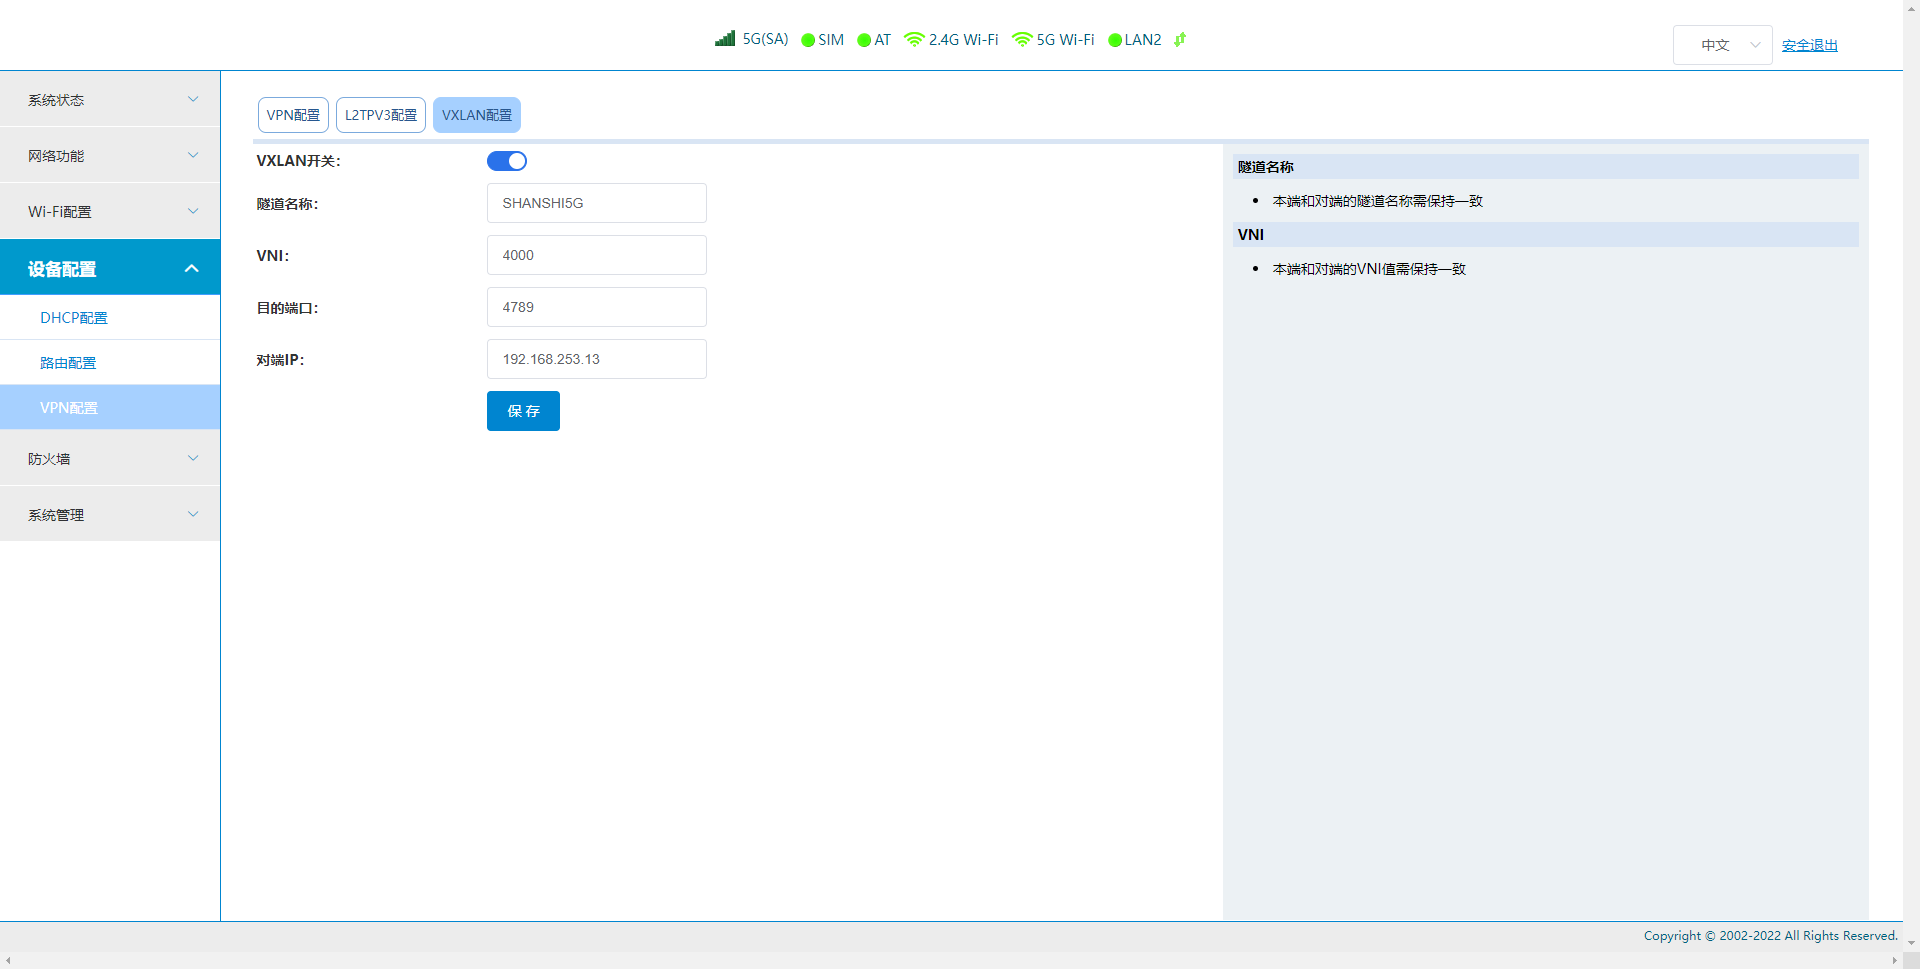 5G(SA) SIM AT 2.4G Wi-Fi 5G Wi-Fi LAN2
中文 安全退出
系统状态
网络功能
Wi-Fi配置
设备配置
DHCP配置
路由配置
VPN配置
防火墙
系统管理
VPN配置 L2TPV3配置 VXLAN配置
VXLAN开关：
隧道名称： SHANSHI5G
VNI： 4000
目的端口： 4789
对端IP： 192.168.253.13
保 存
隧道名称
本端和对端的隧道名称需保持一致
VNI
本端和对端的VNI值需保持一致
Copyright © 2002-2022 All Rights Reserved.